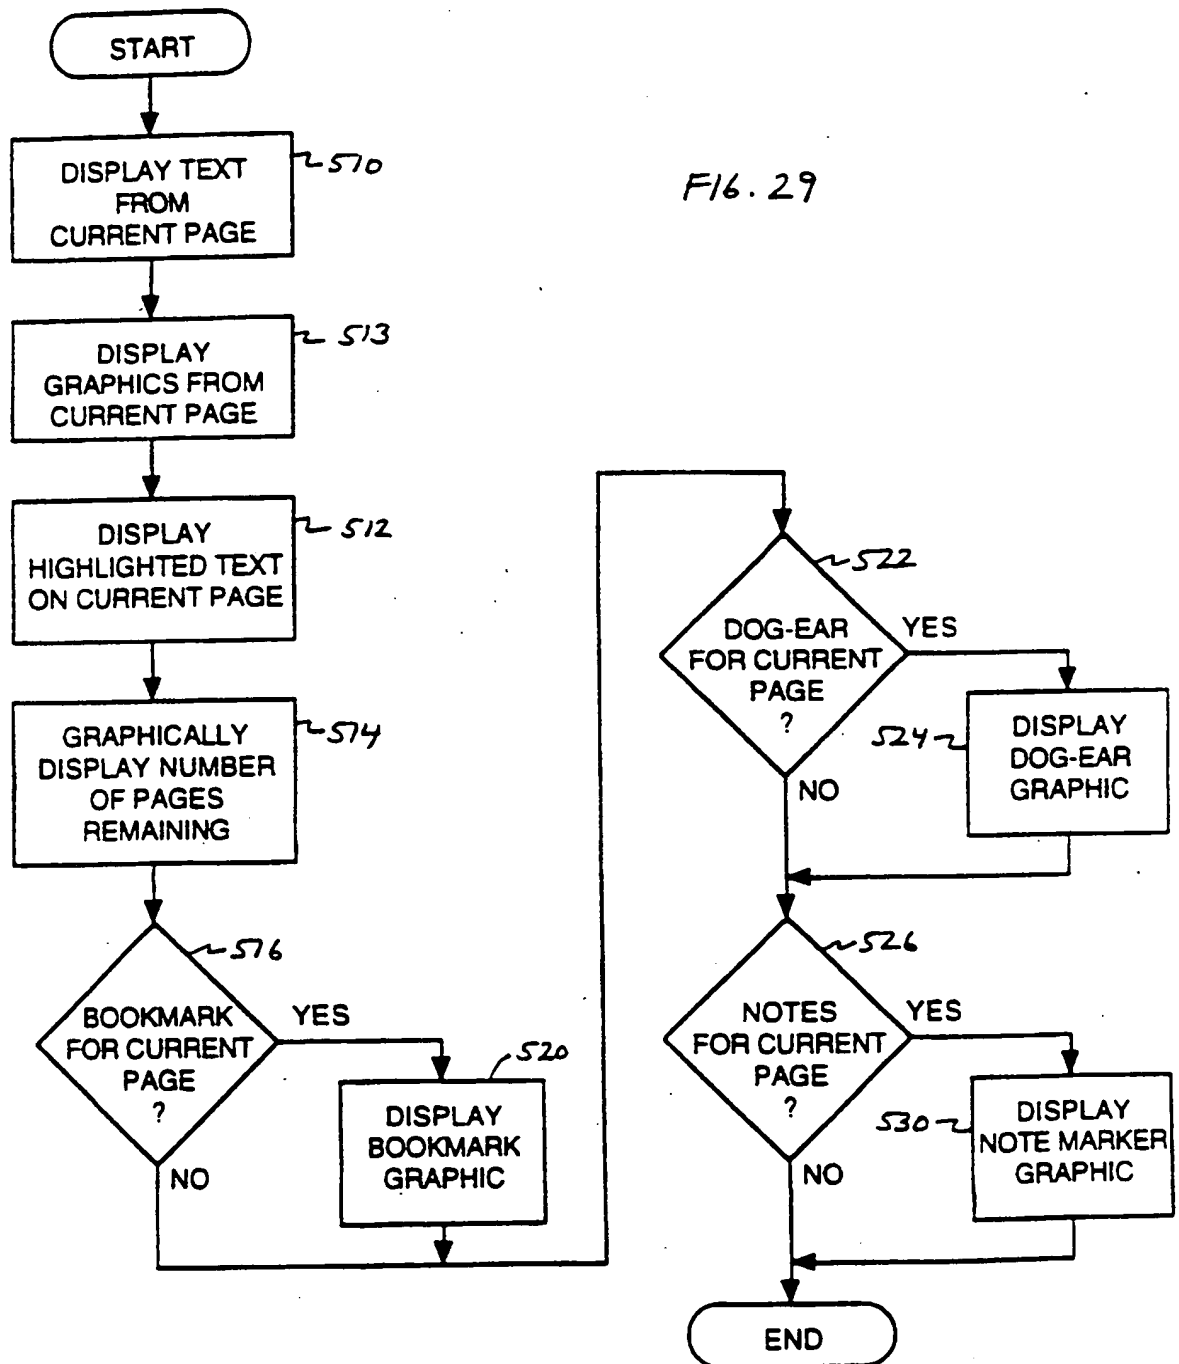 START
DISPLAY TEXT
FROM
CURRENT PAGE
510
FIG. 29
DISPLAY
GRAPHICS FROM
CURRENT PAGE
513
DISPLAY
HIGHLIGHTED TEXT
ON CURRENT PAGE
512
GRAPHICALLY
DISPLAY NUMBER
OF PAGES
REMAINING
514
516
BOOKMARK
FOR CURRENT
PAGE
?
YES
NO
520
DISPLAY
BOOKMARK
GRAPHIC
522
DOG-EAR
FOR CURRENT
PAGE
?
YES
NO
524
DISPLAY
DOG-EAR
GRAPHIC
526
NOTES
FOR CURRENT
PAGE
?
YES
NO
530
DISPLAY
NOTE MARKER
GRAPHIC
END